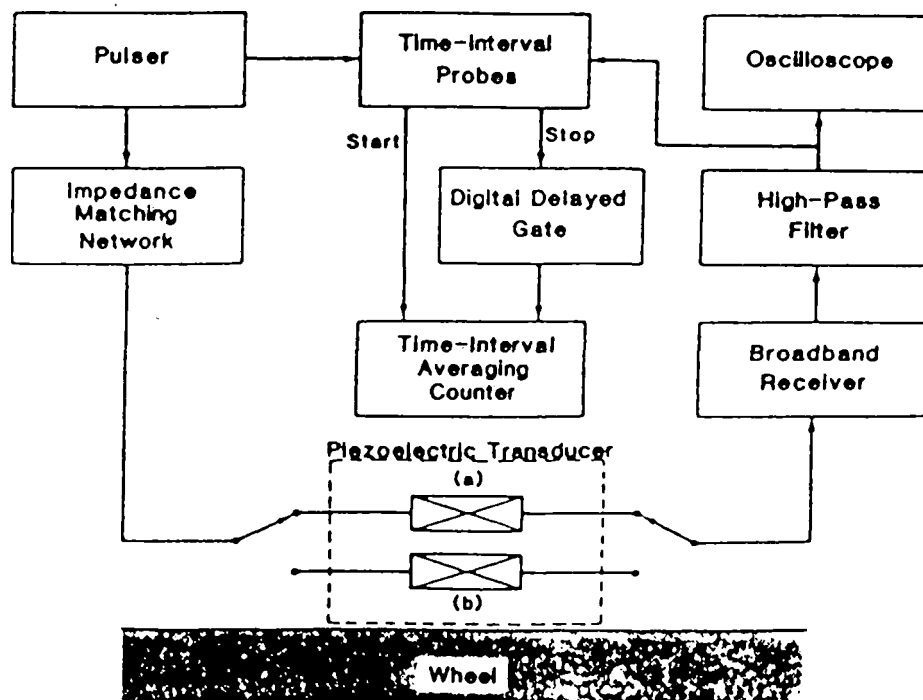 Pulser
Time-Interval
Probes
Oscilloscope
Start
Stop
Impedance
Matching
Network
Digital Delayed
Gate
High-Pass
Filter
Time-Interval
Averaging
Counter
Broadband
Receiver
Piezoelectric Transducer
(a)
(b)
Wheel